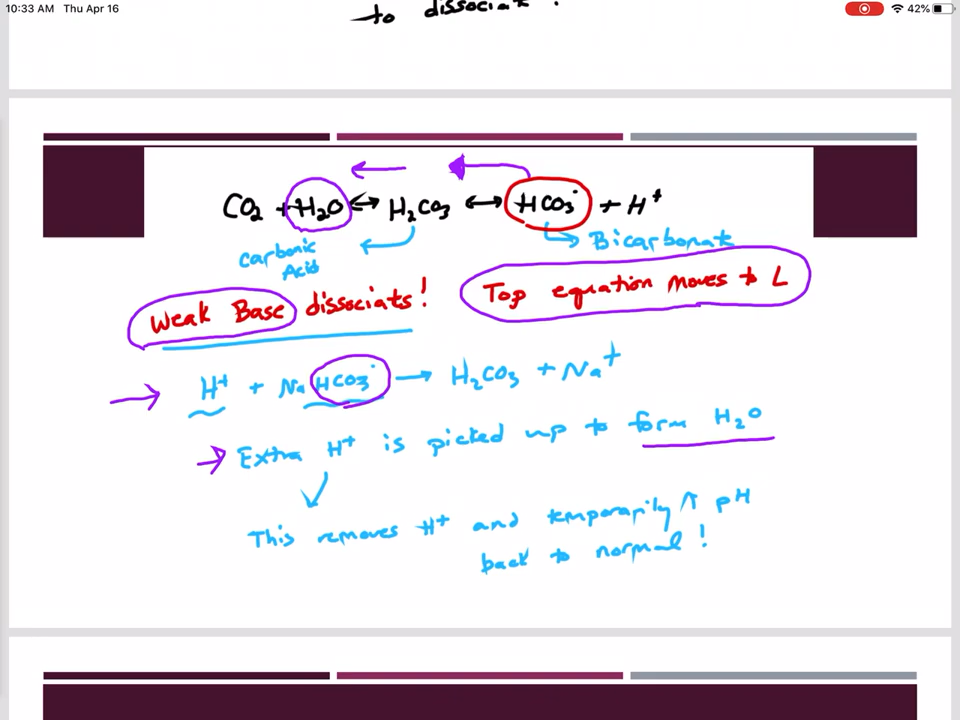 10:33 AM Thu Apr 16
42%
to dissociate!
CO2 + H2O ↔ H2CO3 ↔ HCO3- + H+
Carbonic
Acid
Bicarbonate
Weak Base dissociats!
Top equation moves to L
→ H+ + NaHCO3- → H2CO3 + Na+
→ Extra H+ is picked up to form H2O
This removes H+ and temporarily ↑ pH
back to normal!